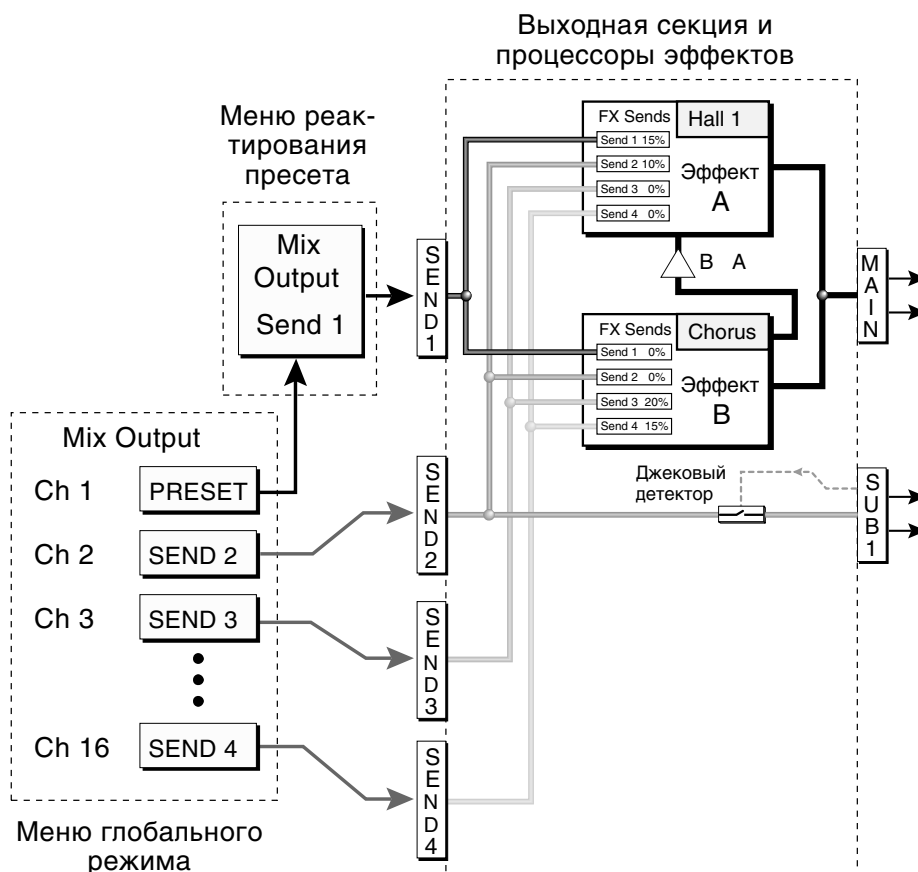 Выходная секция и
процессоры эффектов
Меню реак-
тирования
пресета
Mix
Output
Send 1
SEND1
FX Sends
Hall 1
Send 1 15%
Send 2 10%
Send 3 0%
Send 4 0%
Эффект
A
B A
FX Sends
Chorus
Send 1 0%
Send 2 0%
Send 3 20%
Send 4 15%
Эффект
B
MAIN
Mix Output
Ch 1 PRESET
Ch 2 SEND 2
Ch 3 SEND 3
Ch 16 SEND 4
SEND2
SEND3
SEND4
Джековый
детектор
SUB1
Меню глобального
режима